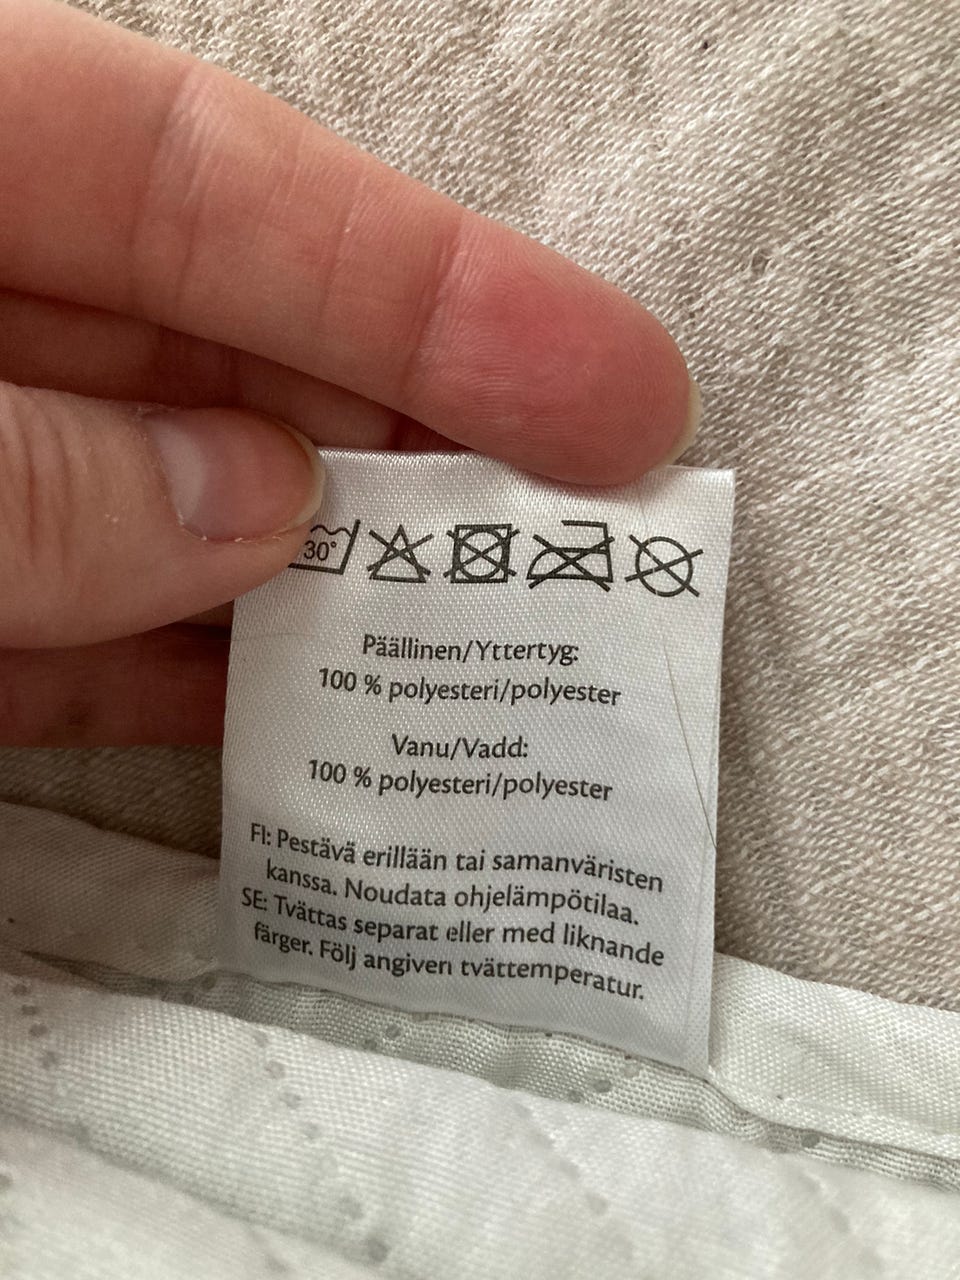 30°
Päällinen/Yttertyg:
100 % polyesteri/polyester
Vanu/Vadd:
100 % polyesteri/polyester
FI: Pestävä erillään tai samanväristen
kanssa. Noudata ohjelämpötilaa.
SE: Tvättas separat eller med liknande
färger. Följ angiven tvättemperatur.